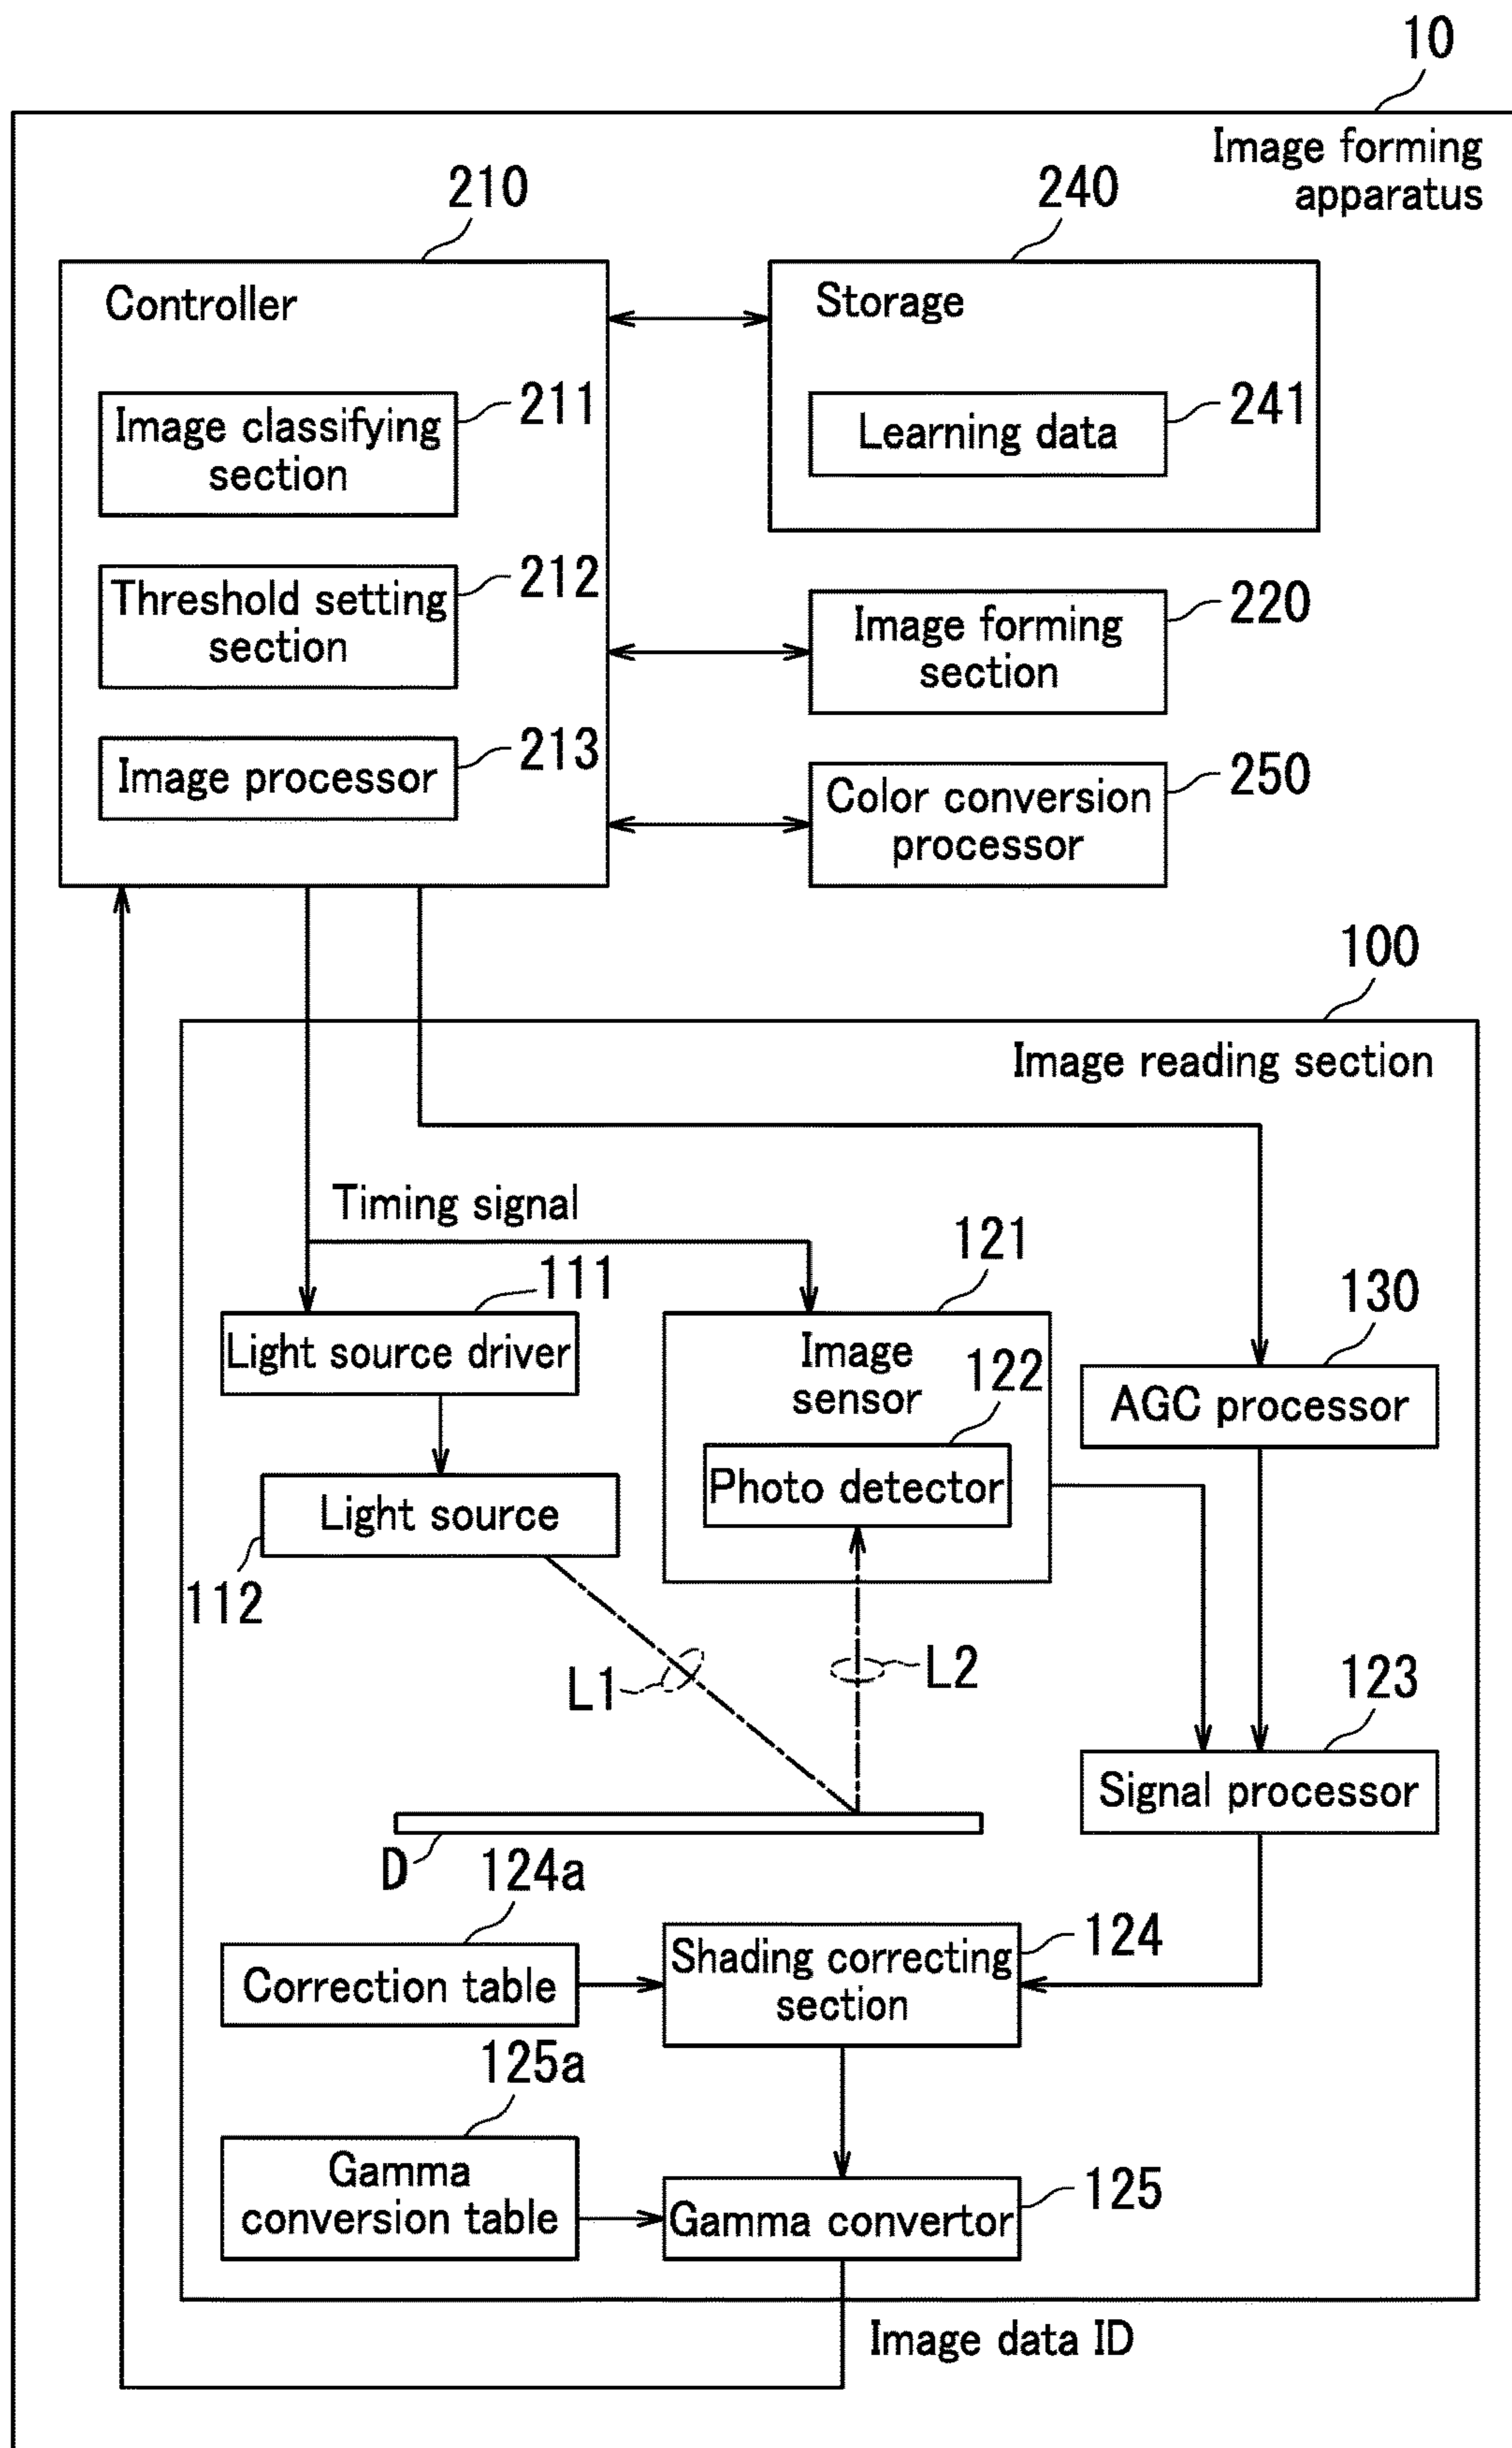 10
Image forming
apparatus
210
240
Controller
Storage
Image classifying
section
211
Learning data
241
Threshold setting
section
212
Image forming
section
220
Image processor
213
Color conversion
processor
250
100
Image reading section
Timing signal
111
121
130
Light source driver
Image
sensor
122
AGC processor
Photo detector
Light source
112
L1
L2
123
Signal processor
D
124a
Correction table
Shading correcting
section
124
125a
Gamma
conversion table
Gamma convertor
125
Image data ID